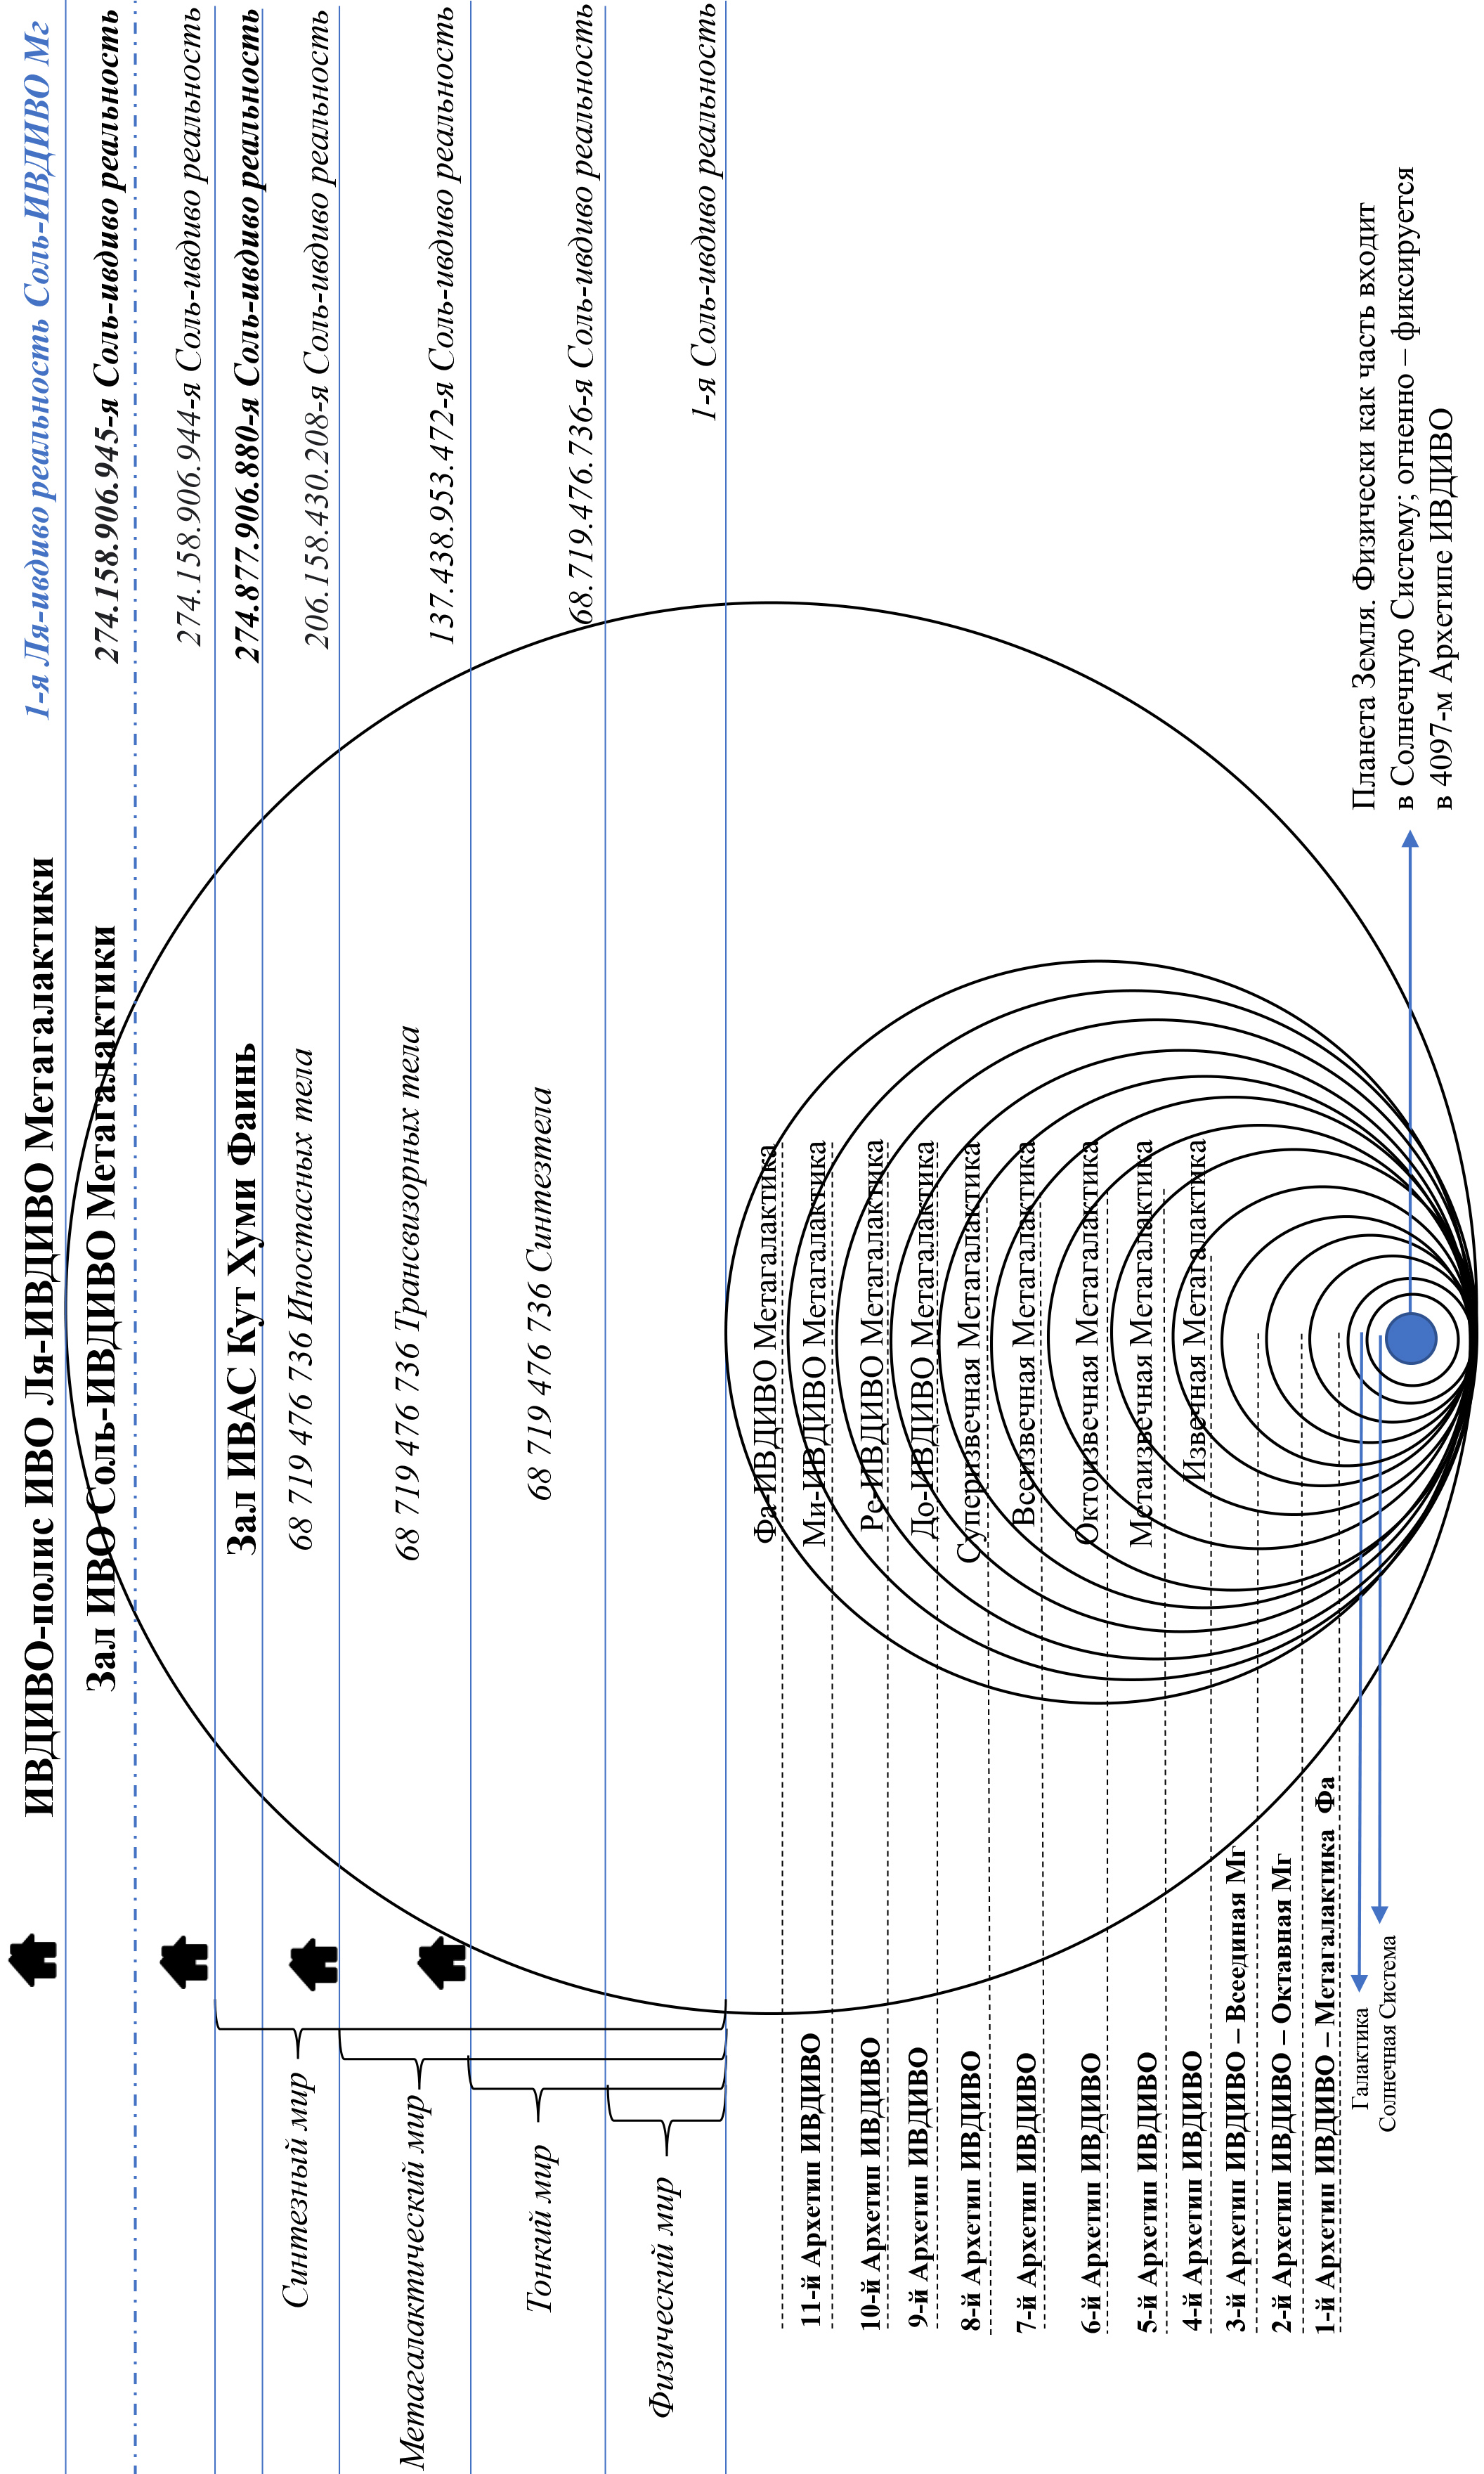 ИВДИВО-полис ИВО Ля-ИВДИВО Метагалактики
1-я Ля-ивдиво реальность Соль-ИВДИВО Мг
Зал ИВО Соль-ИВДИВО Метагалактики
274.158.906.945-я Соль-ивдиво реальность
274.158.906.944-я Соль-ивдиво реальность
Зал ИВАС Кут Хуми Фаинь
274.877.906.880-я Соль-ивдиво реальность
Синтезный мир
68 719 476 736 Ипостасных тела
206.158.430.208-я Соль-ивдиво реальность
Метагалактический мир
68 719 476 736 Трансвизорных тела
137.438.953.472-я Соль-ивдиво реальность
Тонкий мир
68 719 476 736 Синтезтела
68.719.476.736-я Соль-ивдиво реальность
Физический мир
1-я Соль-ивдиво реальность
Фа-ИВДИВО Метагалактика
11-й Архетип ИВДИВО
Ми-ИВДИВО Метагалактика
10-й Архетип ИВДИВО
Ре-ИВДИВО Метагалактика
9-й Архетип ИВДИВО
До-ИВДИВО Метагалактика
8-й Архетип ИВДИВО
Суперизвечная Метагалактика
7-й Архетип ИВДИВО
Всеизвечная Метагалактика
6-й Архетип ИВДИВО
Октоизвечная Метагалактика
5-й Архетип ИВДИВО
Метаизвечная Метагалактика
4-й Архетип ИВДИВО
Извечная Метагалактика
3-й Архетип ИВДИВО – Всеединая Мг
2-й Архетип ИВДИВО – Октавная Мг
1-й Архетип ИВДИВО – Метагалактика Фа
Галактика
Солнечная Система
Планета Земля. Физически как часть входит
в Солнечную Систему; огненно – фиксируется
в 4097-м Архетипе ИВДИВО